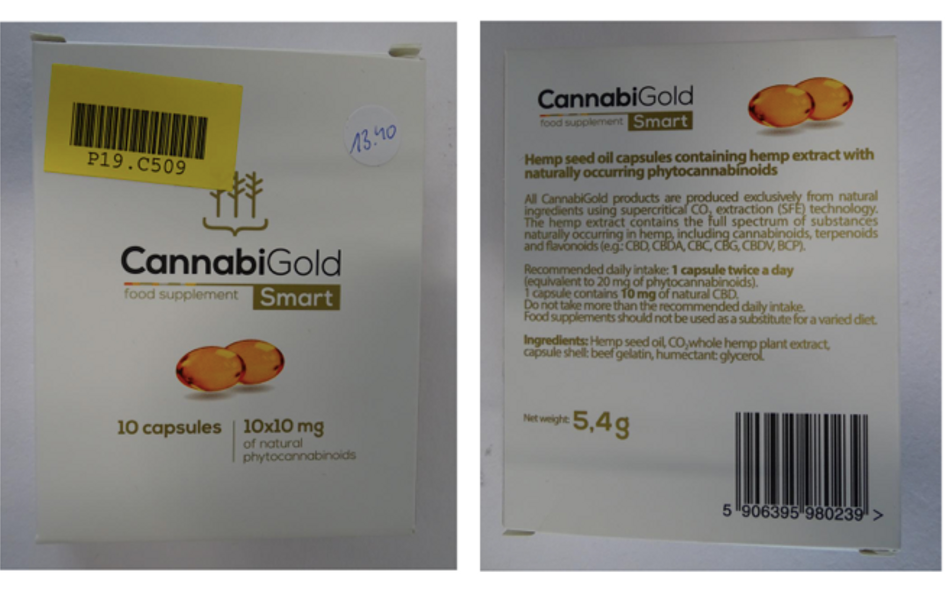 P19.C509
13.40
CannabiGold
food supplement Smart
10 capsules
10x10 mg
of natural
phytocannabinoids
CannabiGold
food supplement Smart
Hemp seed oil capsules containing hemp extract with
naturally occurring phytocannabinoids
All CannabiGold products are produced exclusively from natural
ingredients using supercritical CO₂ extraction (SFE) technology.
The hemp extract contains the full spectrum of substances
naturally occurring in hemp, including cannabinoids, terpenoids
and flavonoids (e.g.: CBD, CBDA, CBC, CBG, CBDV, BCP).
Recommended daily intake: 1 capsule twice a day
(equivalent to 20 mg of phytocannabinoids).
1 capsule contains 10 mg of natural CBD.
Do not take more than the recommended daily intake.
Food supplements should not be used as a substitute for a varied diet.
Ingredients: Hemp seed oil, CO₂whole hemp plant extract,
capsule shell: beef gelatin, humectant: glycerol.
Net weight: 5,4 g
5 906395 980239 >